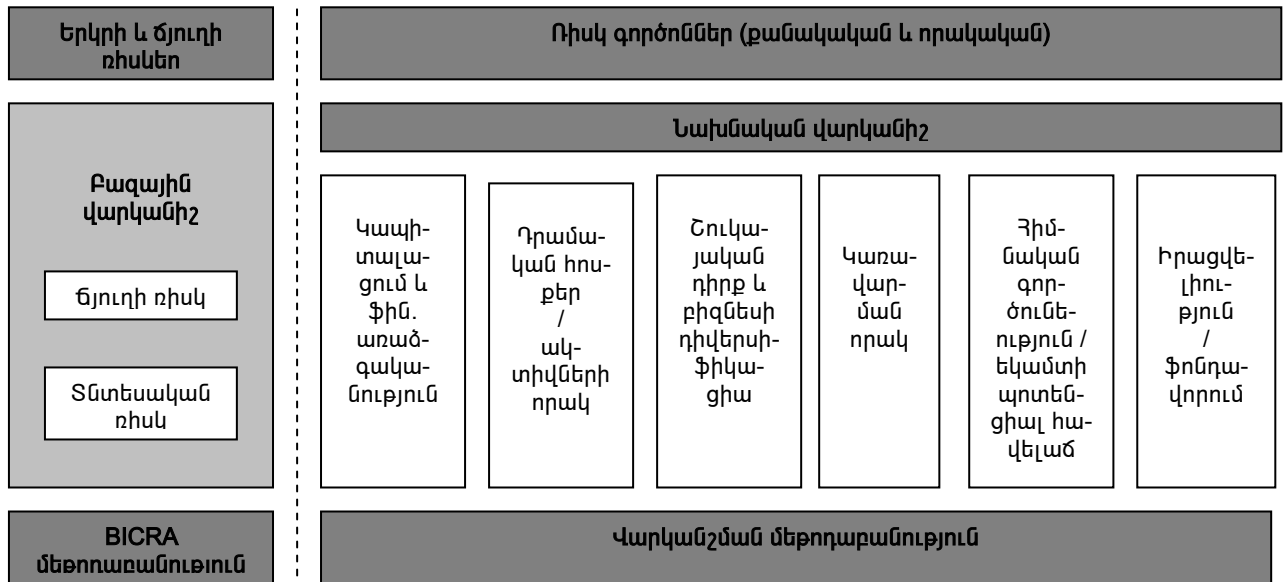 Երկրի և ճյուղի
ռիսկեր
Ռիսկ գործոններ (քանակական և որակական)
Նախնական վարկանիշ
Բազային
վարկանիշ
Ճյուղի ռիսկ
Տնտեսական
ռիսկ
Կապի-
տալա-
ցում և
ֆին.
առաձ-
գակա-
նություն
Դրամա-
կան հոս-
քեր
/
ակ-
տիվների
որակ
Շուկա-
յական
դիրք և
բիզնեսի
դիվերսի-
ֆիկա-
ցիա
Կառա-
վար-
ման
որակ
Հիմ-
նական
գոր-
ծունե-
ություն /
եկամտի
պոտեն-
ցիալ հա-
վելաճ
Իրացվե-
լիու-
թյուն
/
ֆոնդա-
վորում
BICRA
մեթոդաբանություն
Վարկանշման մեթոդաբանություն